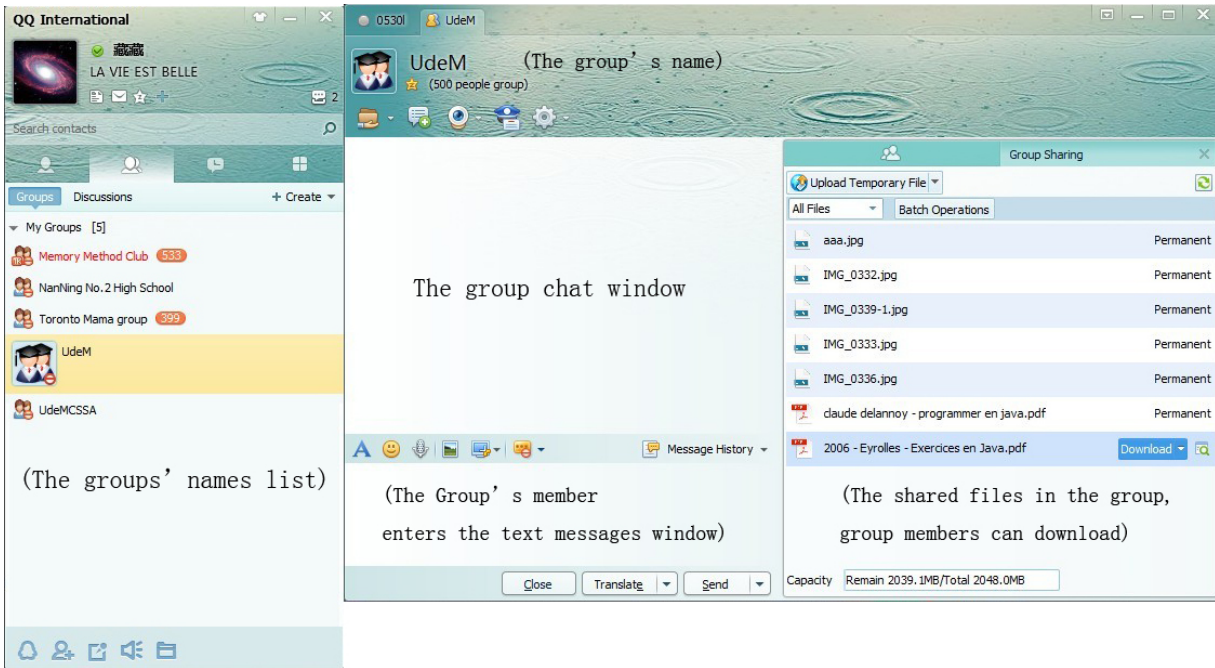 QQ International
藏藏
LA VIE EST BELLE
2
Search contacts
Groups Discussions + Create
My Groups [5]
Memory Method Club 533
NanNing No.2 High School
Toronto Mama group 399
UdeM
UdeMCSSA
(The groups’ names list)
0530l UdeM
UdeM (The group’s name)
(500 people group)
The group chat window
Message History
(The Group’s member
enters the text messages window)
Close Translate Send
Group Sharing
Upload Temporary File
All Files Batch Operations
aaa.jpg Permanent
IMG_0332.jpg Permanent
IMG_0339-1.jpg Permanent
IMG_0333.jpg Permanent
IMG_0336.jpg Permanent
claude delannoy - programmer en java.pdf Permanent
2006 - Eyrolles - Exercices en Java.pdf Download
(The shared files in the group,
group members can download)
Capacity Remain 2039.1MB/Total 2048.0MB